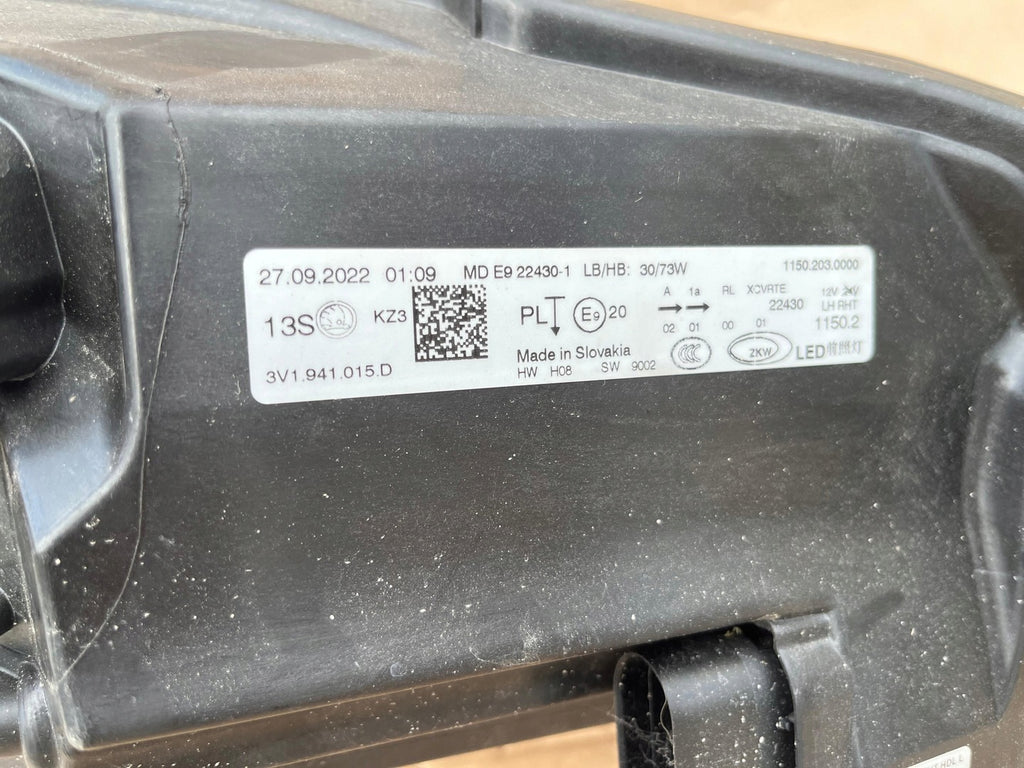 27.09.2022 01:09 MD E9 22430-1 LB/HB: 30/73W 1150.203.0000
13S KZ3 PL E9 20 A 1a RL XCVRTE 12V 24V
22430 LH RHT
02 01 00 01 1150.2
Made in Slovakia CCC ZKW LED前照灯
3V1.941.015.D HW H08 SW 9002
HDL L